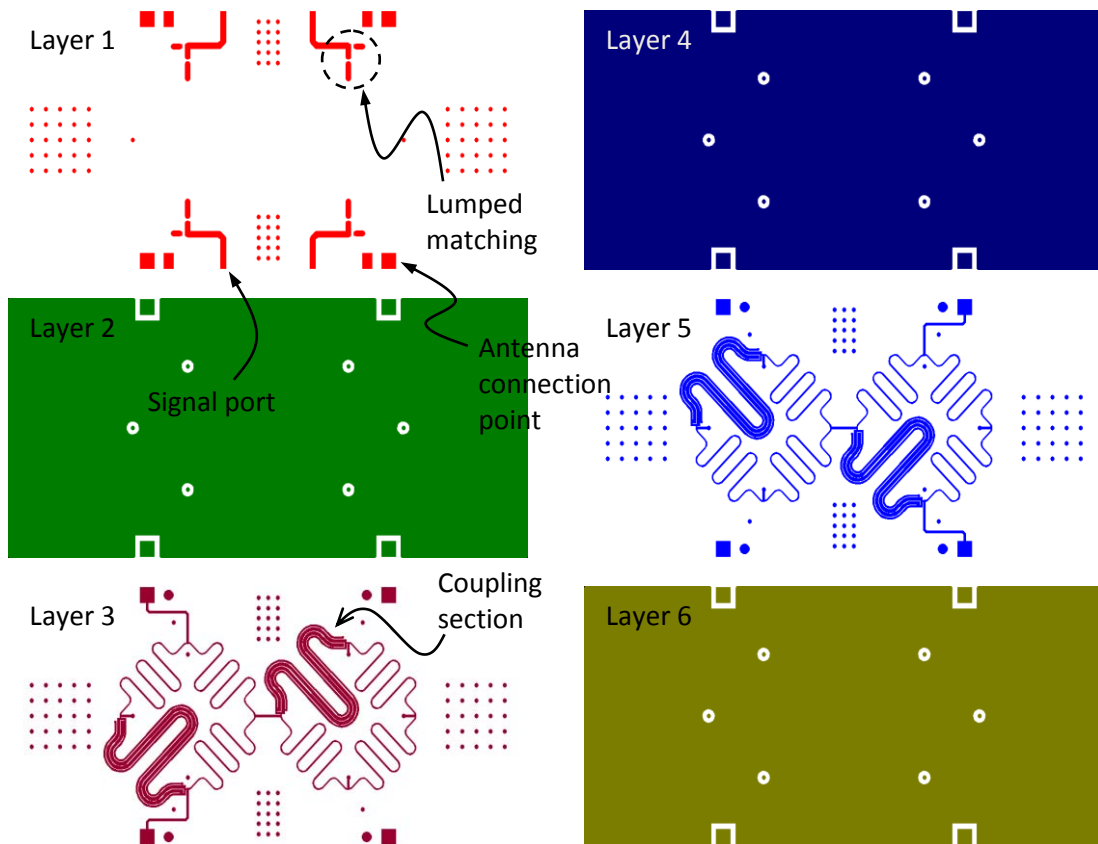 Layer 1
Lumped
matching
Layer 2
Signal port
Antenna
connection
point
Layer 3
Coupling
section
Layer 4
Layer 5
Layer 6